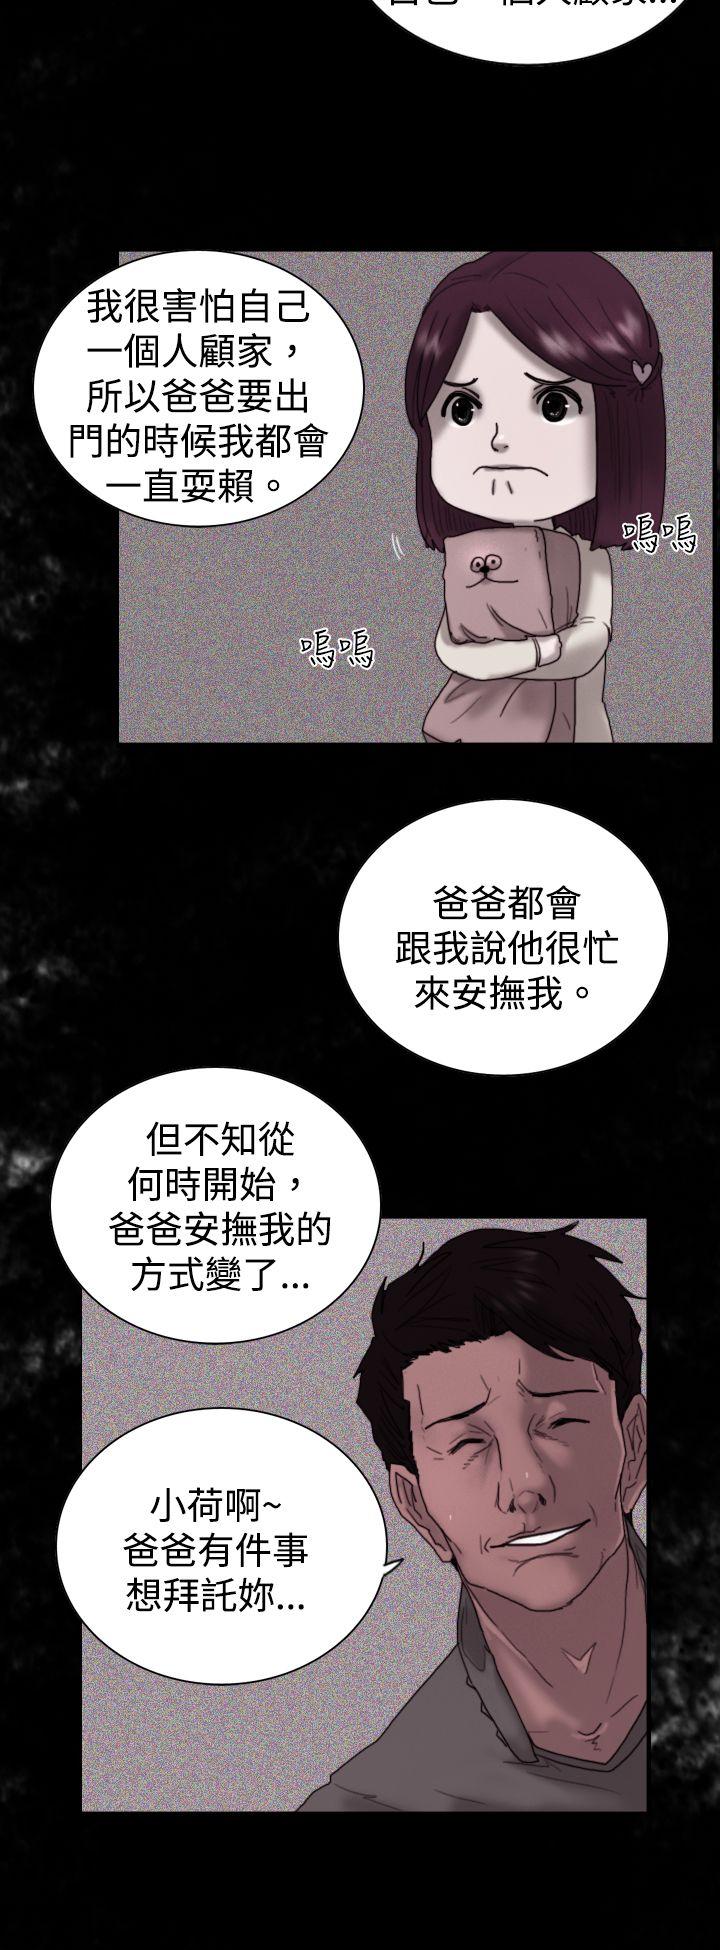 個人顧家...
我很害怕自己
一個人顧家，
所以爸爸要出
門的時候我都會
一直耍賴。
嗚嗚
嗚嗚
爸爸都會
跟我說他很忙
來安撫我。
但不知從
何時開始，
爸爸安撫我的
方式變了...
小荷啊~
爸爸有件事
想拜託妳...